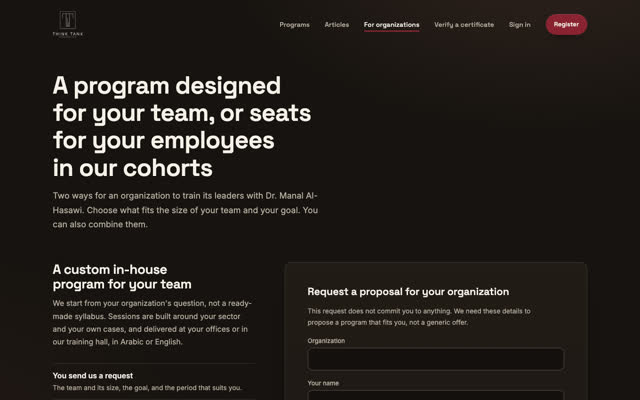 THINK TANK
Programs
Articles
For organizations
Verify a certificate
Sign in
Register
A program designed
for your team, or seats
for your employees
in our cohorts
Two ways for an organization to train its leaders with Dr. Manal Al-
Hasawi. Choose what fits the size of your team and your goal. You
can also combine them.
A custom in-house
program for your team
We start from your organization's question, not a ready-
made syllabus. Sessions are built around your sector
and your own cases, and delivered at your offices or in
our training hall, in Arabic or English.
You send us a request
The team and its size, the goal, and the period that suits you.
Request a proposal for your organization
This request does not commit you to anything. We need these details to
propose a program that fits you, not a generic offer.
Organization
Your name